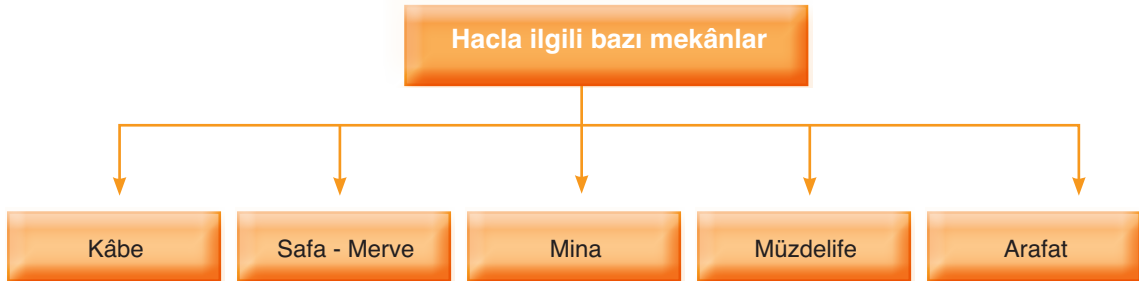 Hacla ilgili bazı mekânlar
Kâbe
Safa - Merve
Mina
Müzdelife
Arafat